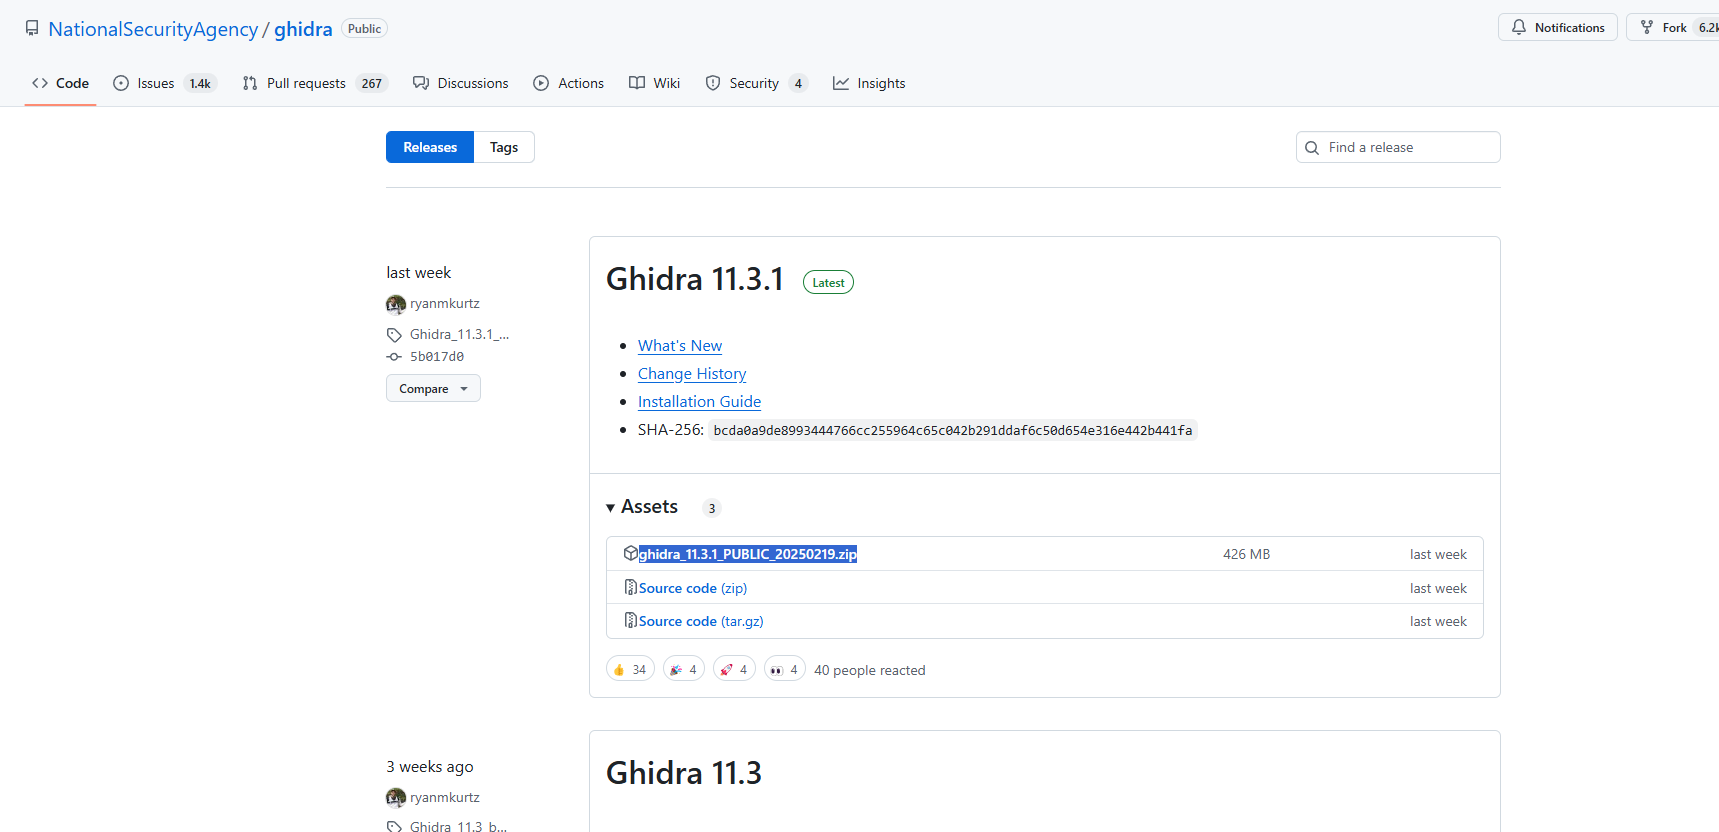 NationalSecurityAgency / ghidra Public
Notifications
Fork 6.2k
Code
Issues 1.4k
Pull requests 267
Discussions
Actions
Wiki
Security 4
Insights
Releases
Tags
Find a release
last week
ryanmkurtz
Ghidra_11.3.1_...
5b017d0
Compare
Ghidra 11.3.1 Latest
What's New
Change History
Installation Guide
SHA-256: bcda0a9de8993444766cc255964c65c042b291ddaf6c50d654e316e442b441fa
Assets 3
ghidra_11.3.1_PUBLIC_20250219.zip 426 MB last week
Source code (zip) last week
Source code (tar.gz) last week
34 4 4 4 40 people reacted
3 weeks ago
ryanmkurtz
Ghidra_11.3_b...
Ghidra 11.3